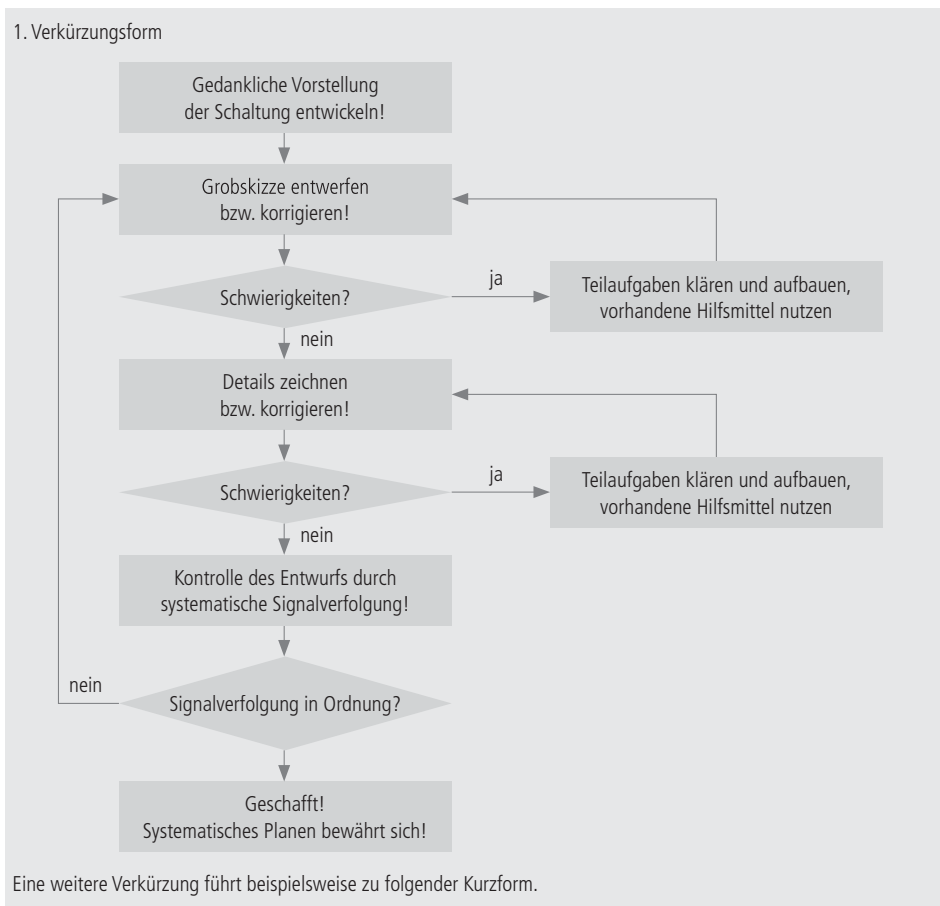 1. Verkürzungsform
Gedankliche Vorstellung
der Schaltung entwickeln!
Grobskizze entwerfen
bzw. korrigieren!
Schwierigkeiten?
ja
Teilaufgaben klären und aufbauen,
vorhandene Hilfsmittel nutzen
nein
Details zeichnen
bzw. korrigieren!
Schwierigkeiten?
ja
Teilaufgaben klären und aufbauen,
vorhandene Hilfsmittel nutzen
nein
Kontrolle des Entwurfs durch
systematische Signalverfolgung!
nein
Signalverfolgung in Ordnung?
Geschafft!
Systematisches Planen bewährt sich!
Eine weitere Verkürzung führt beispielsweise zu folgender Kurzform.